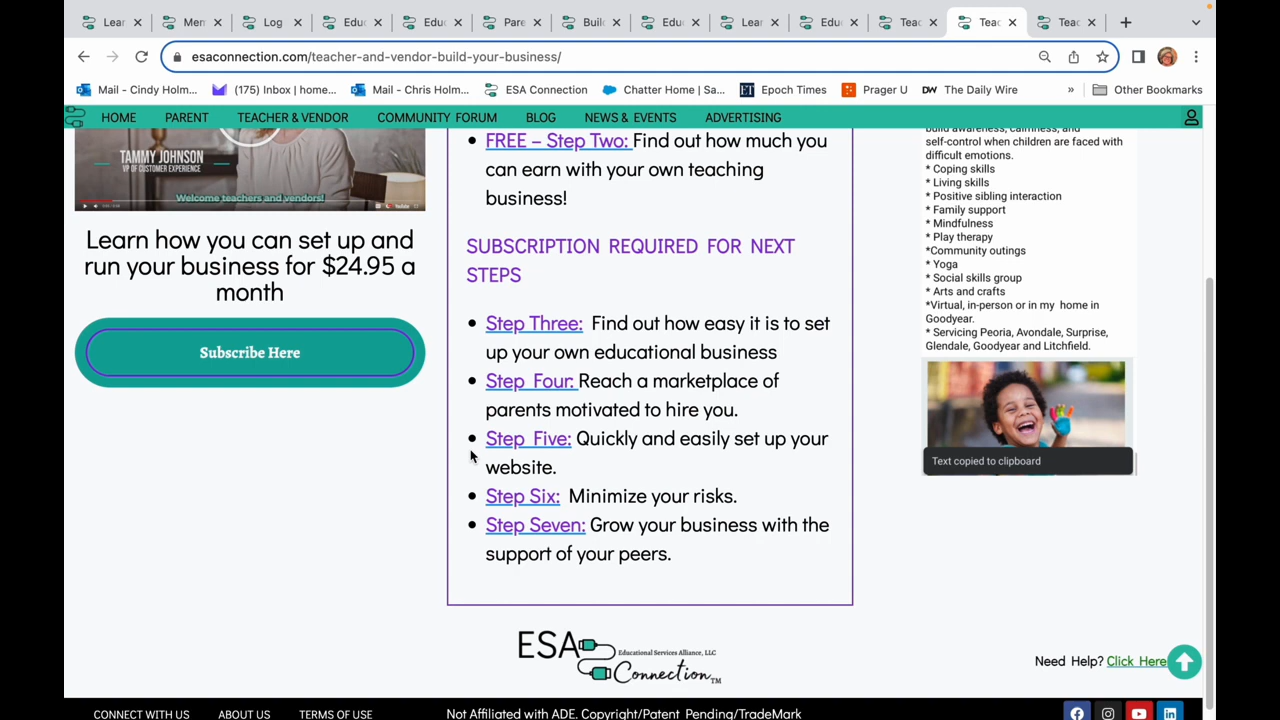 Lear
Mer
Log
Educ
Educ
Pare
Build
Educ
Lear
Educ
Teac
Teac
Teac
esaconnection.com/teacher-and-vendor-build-your-business/
Mail - Cindy Holm...
(175) Inbox | home...
Mail - Chris Holm...
ESA Connection
Chatter Home | Sa...
Epoch Times
Prager U
DW The Daily Wire
»
Other Bookmarks
HOME PARENT TEACHER & VENDOR COMMUNITY FORUM BLOG NEWS & EVENTS ADVERTISING
TAMMY JOHNSON
VP OF CUSTOMER EXPERIENCE
Welcome teachers and vendors!
YouTube
Learn how you can set up and
run your business for $24.95 a
month
Subscribe Here
• FREE – Step Two: Find out how much you
can earn with your own teaching
business!
SUBSCRIPTION REQUIRED FOR NEXT
STEPS
• Step Three: Find out how easy it is to set
up your own educational business
• Step Four: Reach a marketplace of
parents motivated to hire you.
• Step Five: Quickly and easily set up your
website.
• Step Six: Minimize your risks.
• Step Seven: Grow your business with the
support of your peers.
build awareness, calmness, and
self-control when children are faced with
difficult emotions.
* Coping skills
* Living skills
* Positive sibling interaction
* Family support
* Mindfulness
* Play therapy
*Community outings
* Yoga
* Social skills group
* Arts and crafts
*Virtual, in-person or in my home in
Goodyear.
* Servicing Peoria, Avondale, Surprise,
Glendale, Goodyear and Litchfield.
Text copied to clipboard
ESA
Educational Services Alliance, LLC
Connection™
Need Help? Click Here
CONNECT WITH US ABOUT US TERMS OF USE
Not Affiliated with ADE. Copyright/Patent Pending/TradeMark